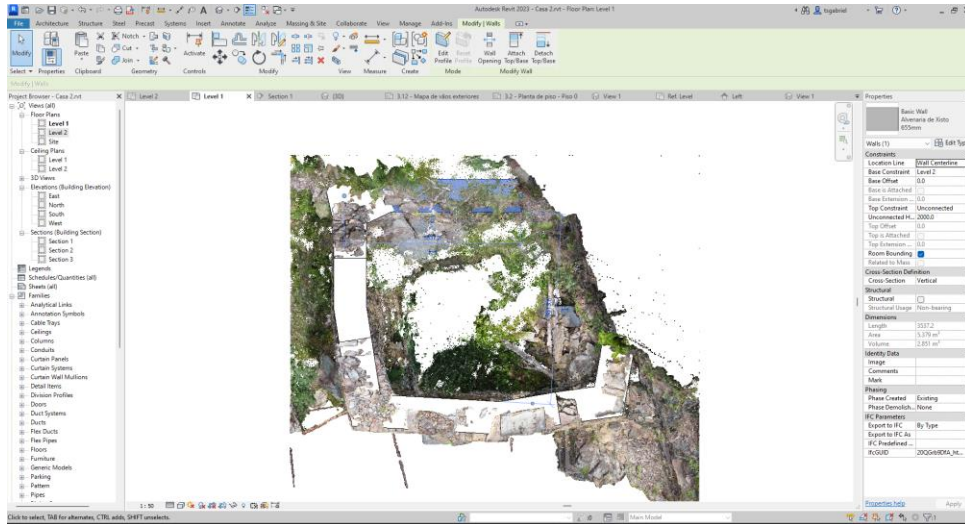 Autodesk Revit 2023 - Casa 2.rvt - Floor Plan: Level 1
togabriel
File Architecture Structure Steel Precast Systems Insert Annotate Analyze Massing & Site Collaborate View Manage Add-Ins Modify | Walls
Modify
Properties
Paste
Notch
Cut
Join
Activate
Edit Profile
Reset Profile
Wall Opening
Attach Top/Base
Detach Top/Base
Select Properties Clipboard Geometry Controls Modify View Measure Create Mode Modify Wall
Modify | Walls
Project Browser - Casa 2.rvt
Level 2
Level 1
Section 1
{3D}
3.12 - Mapa de vãos exteriores
3.2 - Planta de piso - Piso 0
View 1
Ref. Level
Left
View 1
Views (all)
Floor Plans
Level 1
Level 2
Site
Ceiling Plans
Level 1
Level 2
3D Views
Elevations (Building Elevation)
East
North
South
West
Sections (Building Section)
Section 1
Section 2
Section 3
Legends
Schedules/Quantities (all)
Sheets (all)
Families
Analytical Links
Annotation Symbols
Cable Trays
Ceilings
Columns
Conduits
Curtain Panels
Curtain Systems
Curtain Wall Mullions
Detail Items
Division Profiles
Doors
Duct Systems
Ducts
Flex Ducts
Flex Pipes
Floors
Furniture
Generic Models
Parking
Pattern
Pipes
Properties
Basic Wall
Alvenaria de Xisto
655mm
Walls (1) Edit Typ
Constraints
Location Line Wall Centerline
Base Constraint Level 2
Base Offset 0.0
Base is Attached
Base Extension ... 0.0
Top Constraint Unconnected
Unconnected H... 2000.0
Top Offset 0.0
Top is Attached
Top Extension ... 0.0
Room Bounding
Related to Mass
Cross-Section Definition
Cross-Section Vertical
Structural
Structural
Structural Usage Non-bearing
Dimensions
Length 3537.2
Area 5.379 m²
Volume 2.851 m³
Identity Data
Image
Comments
Mark
Phasing
Phase Created Existing
Phase Demolish... None
IFC Parameters
Export to IFC By Type
Export to IFC As
IFC Predefined ...
IfcGUID
Properties help Apply
1 : 50
Click to select, TAB for alternates, CTRL adds, SHIFT unselects.
Main Model